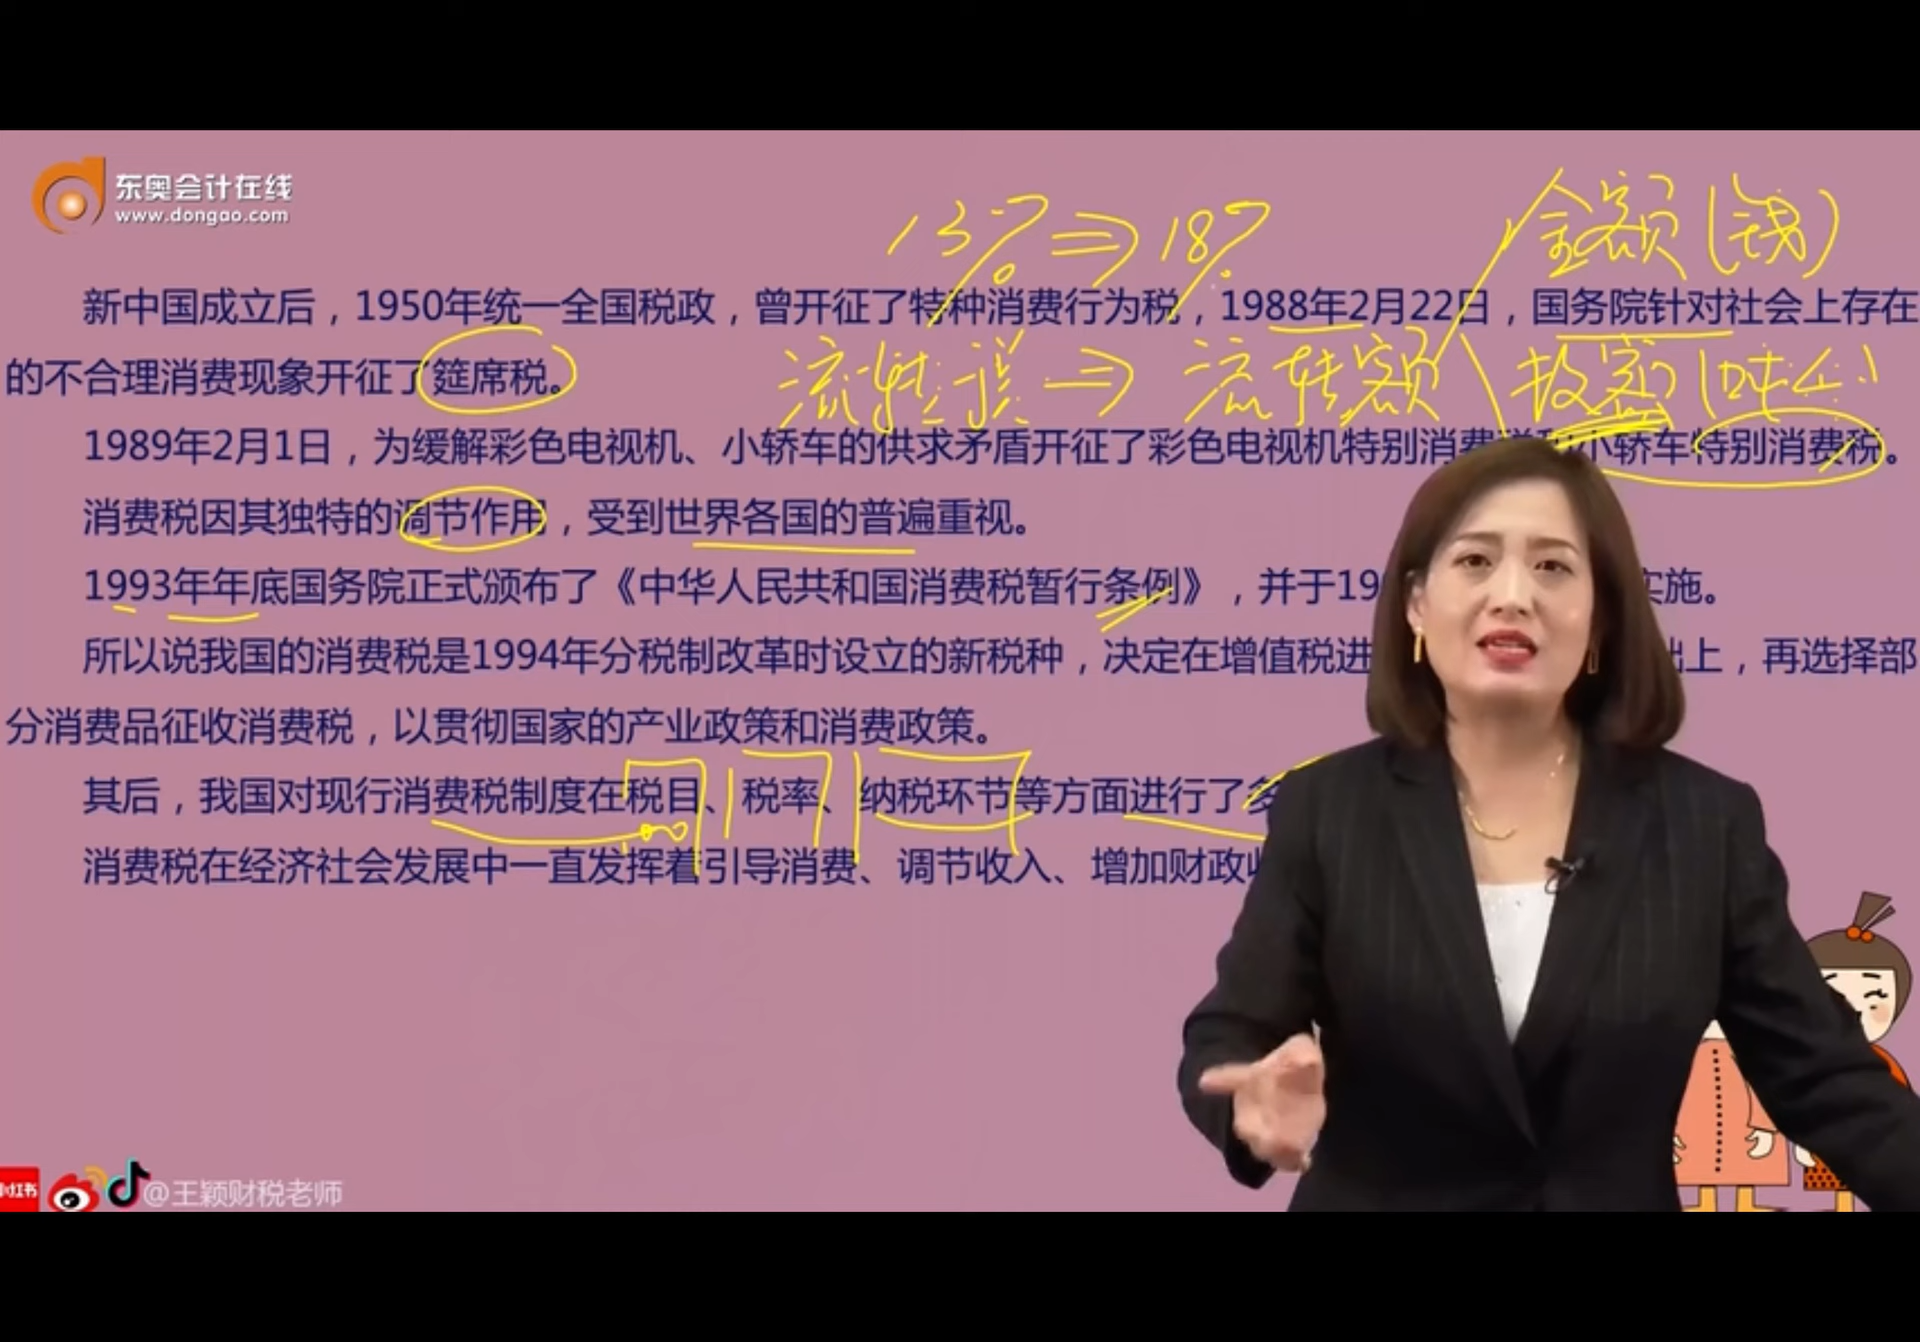 东奥会计在线
www.dongao.com
13% ⇒ 18%
金额(钱)
新中国成立后，1950年统一全国税政，曾开征了特种消费行为税，1988年2月22日，国务院针对社会上存在
的不合理消费现象开征了筵席税。
流转 ⇒ 流转额
1989年2月1日，为缓解彩色电视机、小轿车的供求矛盾开征了彩色电视机特别消费税和小轿车特别消费税。
消费税因其独特的调节作用，受到世界各国的普遍重视。
1993年年底国务院正式颁布了《中华人民共和国消费税暂行条例》，并于19 实施。
所以说我国的消费税是1994年分税制改革时设立的新税种，决定在增值税进 上，再选择部
分消费品征收消费税，以贯彻国家的产业政策和消费政策。
其后，我国对现行消费税制度在税目、税率、纳税环节等方面进行了多
消费税在经济社会发展中一直发挥着引导消费、调节收入、增加财政收
小红书
@王颖财税老师